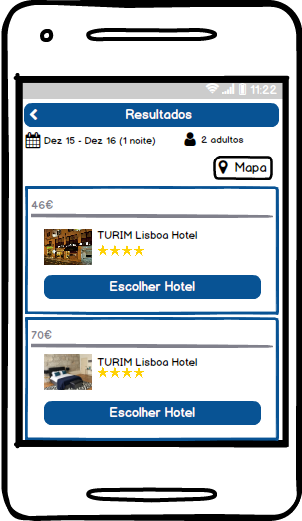 11:22
Resultados
Dez 15 - Dez 16 (1 noite) 2 adultos
Mapa
46€
TURIM Lisboa Hotel
Escolher Hotel
70€
TURIM Lisboa Hotel
Escolher Hotel